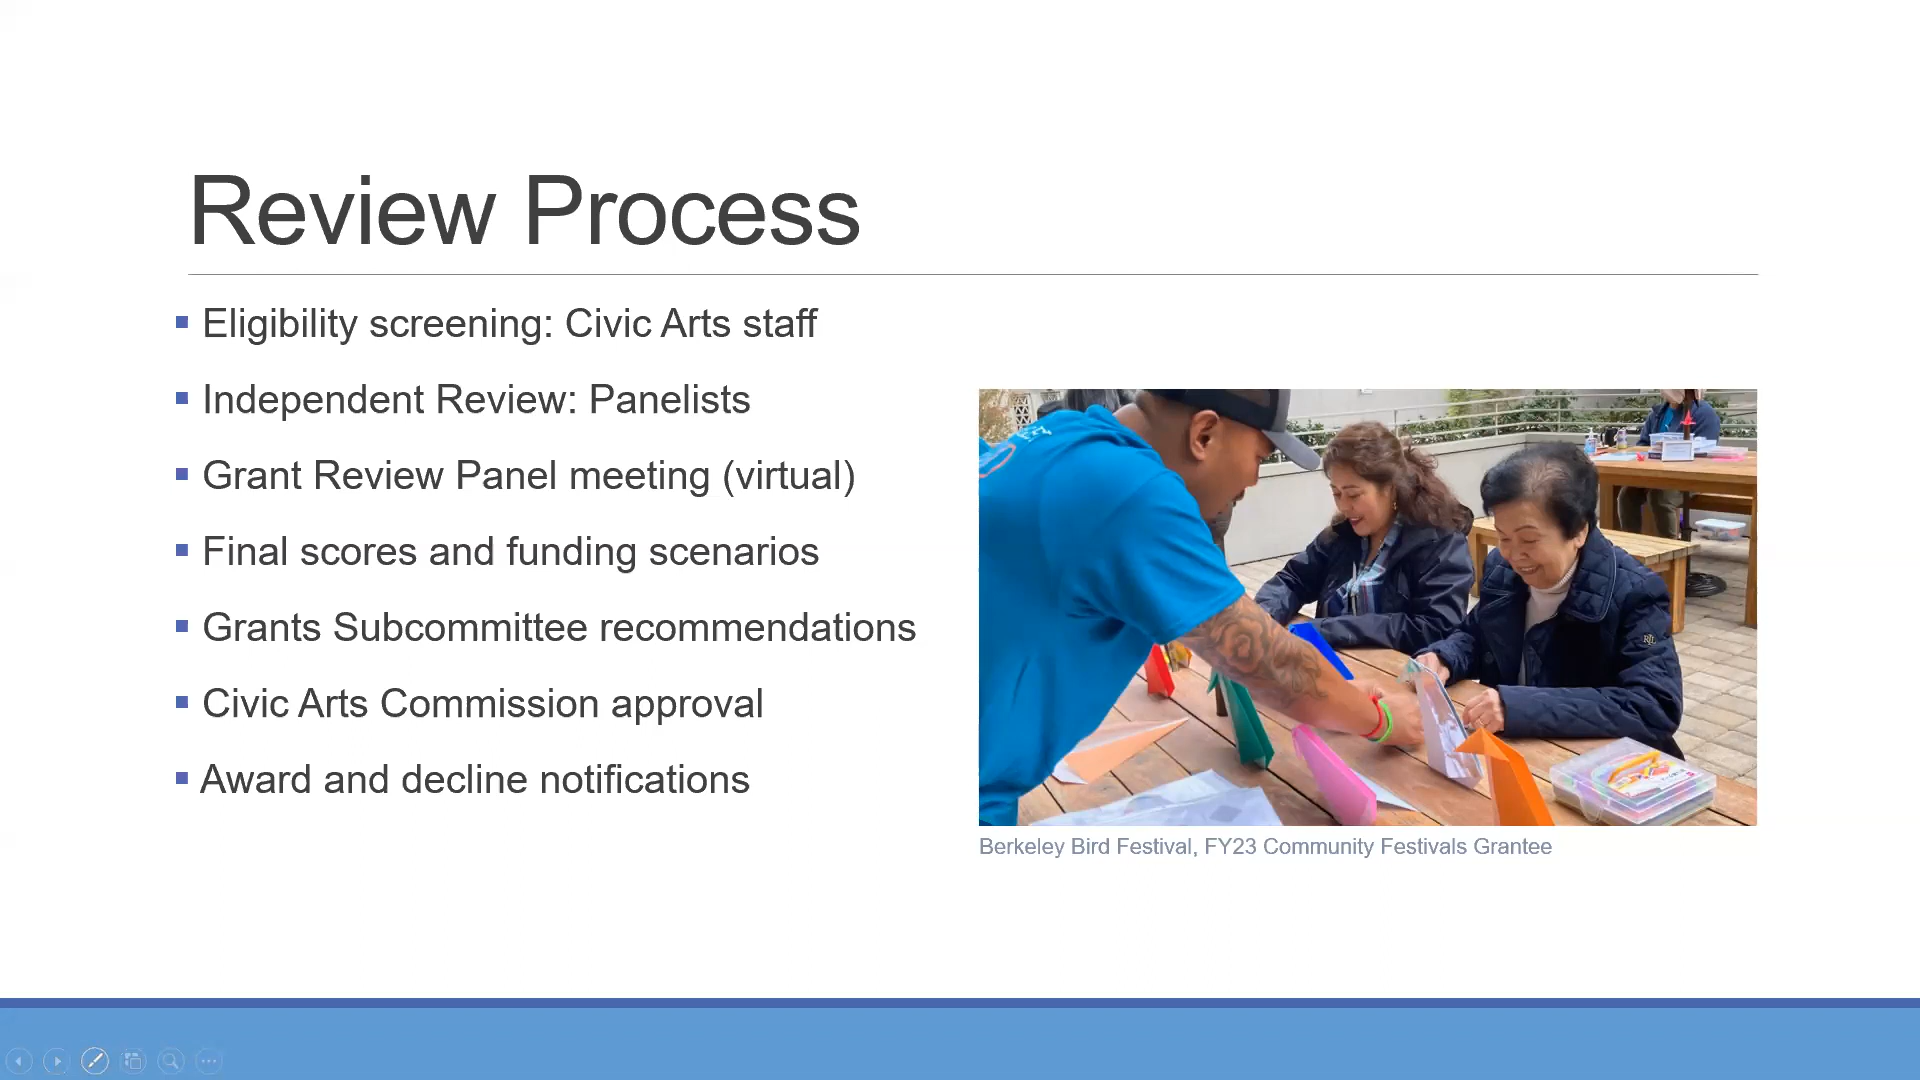 Review Process
Eligibility screening: Civic Arts staff
Independent Review: Panelists
Grant Review Panel meeting (virtual)
Final scores and funding scenarios
Grants Subcommittee recommendations
Civic Arts Commission approval
Award and decline notifications
Berkeley Bird Festival, FY23 Community Festivals Grantee